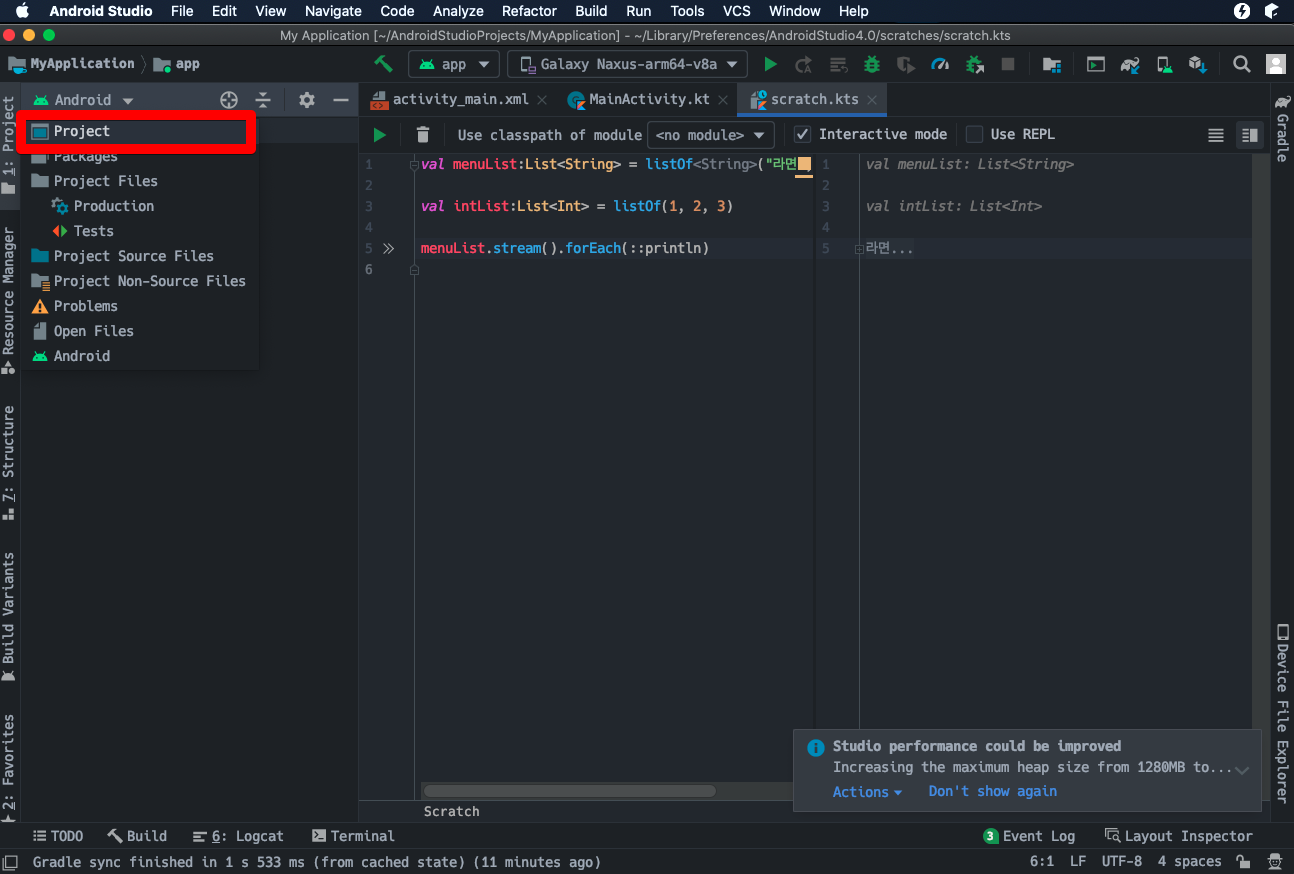 Android Studio File Edit View Navigate Code Analyze Refactor Build Run Tools VCS Window Help
My Application [~/AndroidStudioProjects/MyApplication] - ~/Library/Preferences/AndroidStudio4.0/scratches/scratch.kts
MyApplication app app Galaxy Naxus-arm64-v8a
Android
activity_main.xml MainActivity.kt scratch.kts
Project
Packages
Project Files
Production
Tests
Project Source Files
Project Non-Source Files
Problems
Open Files
Android
Use classpath of module <no module> Interactive mode Use REPL
1 val menuList:List<String> = listOf<String>("라면
2
3 val intList:List<Int> = listOf(1, 2, 3)
4
5 menuList.stream().forEach(::println)
6
1 val menuList: List<String>
2
3 val intList: List<Int>
4
5 라면...
1: Project
Resource Manager
7: Structure
Build Variants
2: Favorites
Gradle
Device File Explorer
Studio performance could be improved
Increasing the maximum heap size from 1280MB to...
Actions Don't show again
Scratch
TODO Build 6: Logcat Terminal 3 Event Log Layout Inspector
Gradle sync finished in 1 s 533 ms (from cached state) (11 minutes ago) 6:1 LF UTF-8 4 spaces